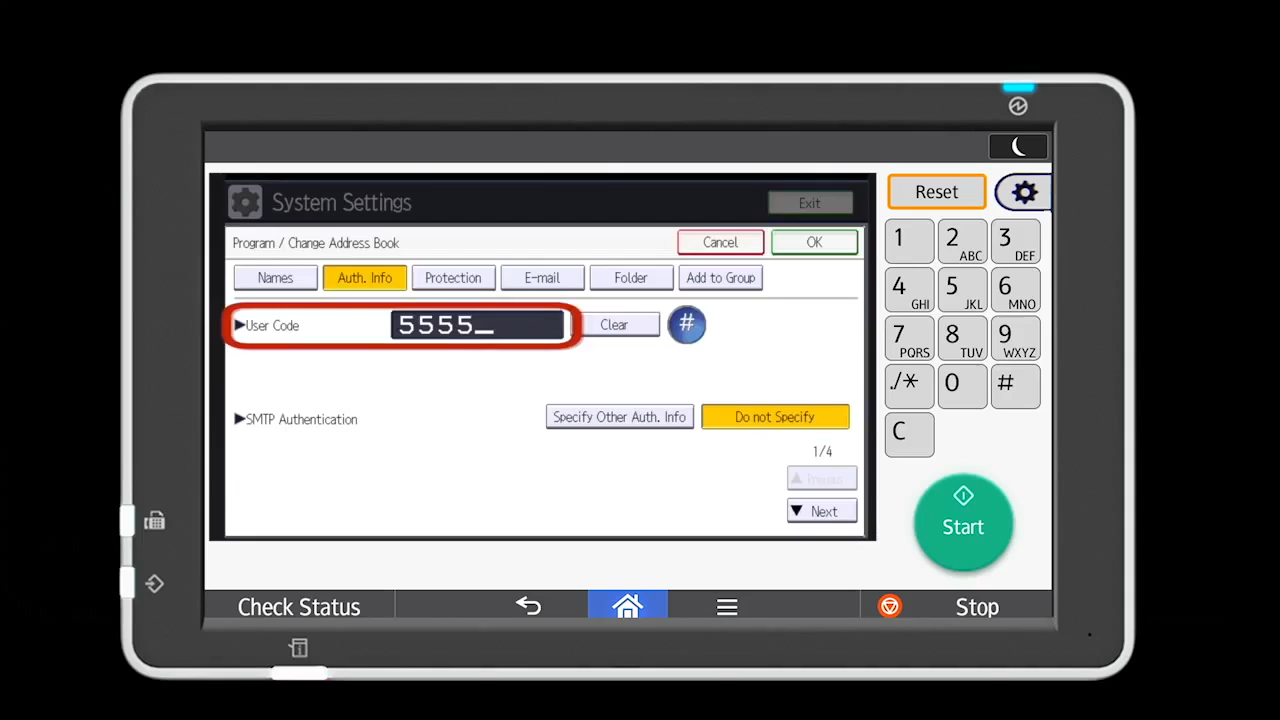 System Settings
Exit
Reset
Program / Change Address Book
Cancel
OK
Names
Auth. Info
Protection
E-mail
Folder
Add to Group
▶User Code
5555_
Clear
#
▶SMTP Authentication
Specify Other Auth. Info
Do not Specify
1/4
▼ Next
1
2 ABC
3 DEF
4 GHI
5 JKL
6 MNO
7 PQRS
8 TUV
9 WXYZ
./*
0
#
C
Start
Check Status
Stop